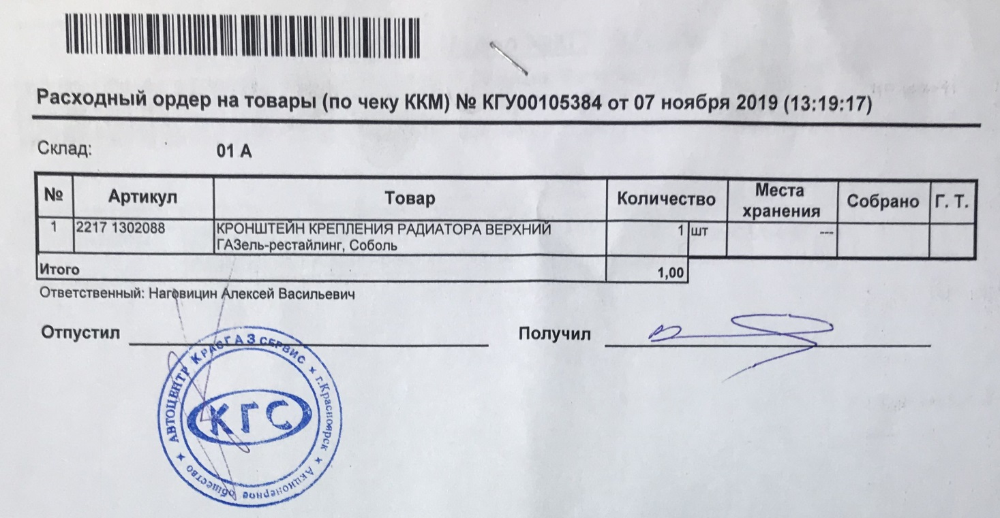 Расходный ордер на товары (по чеку ККМ) № КГУ00105384 от 07 ноября 2019 (13:19:17)
Склад: 01 А
№ Артикул Товар Количество Места хранения Собрано Г. Т.
1 2217 1302088 КРОНШТЕЙН КРЕПЛЕНИЯ РАДИАТОРА ВЕРХНИЙ 1 шт ---
ГАЗель-рестайлинг, Соболь
Итого 1,00
Ответственный: Наговицин Алексей Васильевич
Отпустил Получил
АВТОЦЕНТР КРАСГАЗСЕРВИС ★ г.Красноярск ★ Акционерное общество ★
КГС